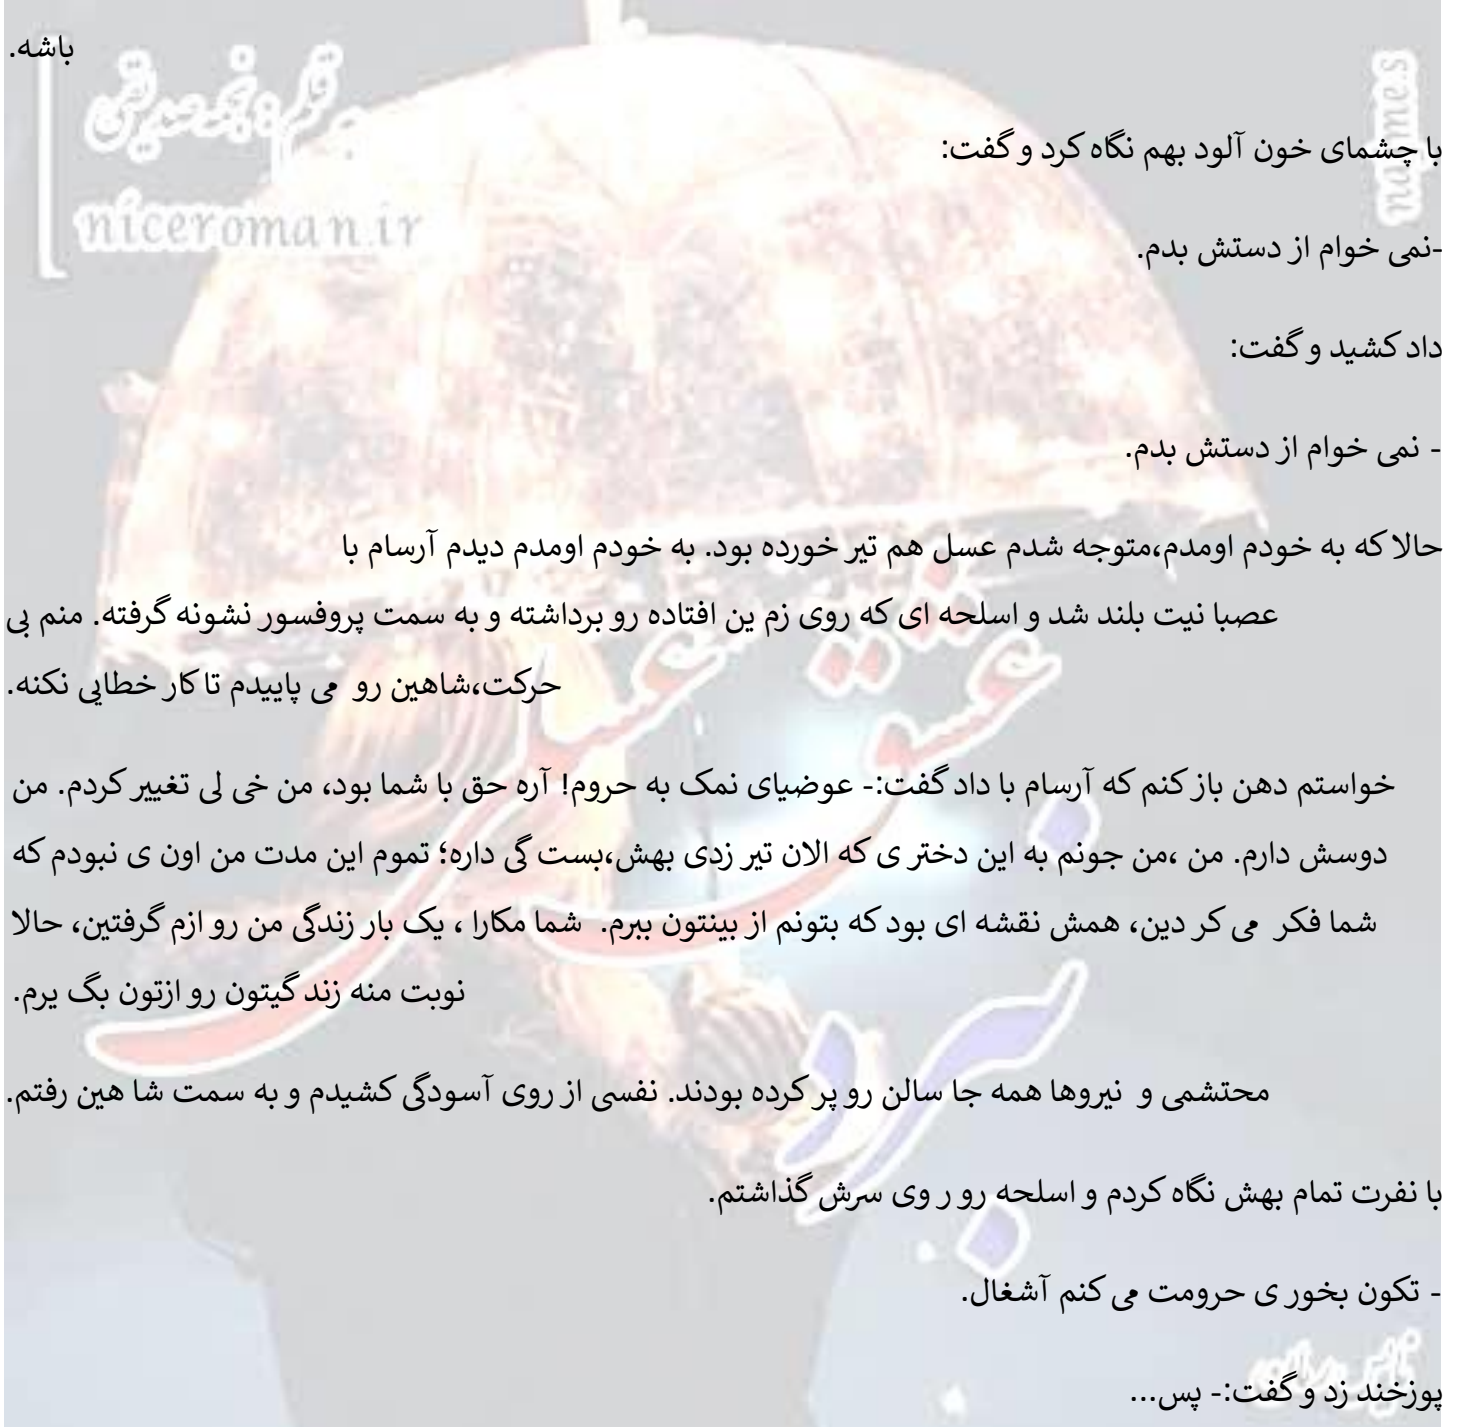 باشه.
با چشمای خون آلود بهم نگاه کرد و گفت:
-نمی خوام از دستش بدم.
داد کشید و گفت:
- نمی خوام از دستش بدم.
حالا که به خودم اومدم،متوجه شدم عسل هم تیر خورده بود. به خودم اومدم دیدم آرسام با
عصبا نیت بلند شد و اسلحه ای که روی زم ین افتاده رو برداشته و به سمت پروفسور نشونه گرفته. منم بی
حرکت،شاهین رو می پاییدم تا کار خطایی نکنه.
خواستم دهن باز کنم که آرسام با داد گفت:- عوضیای نمک به حروم! آره حق با شما بود، من خی لی تغییر کردم. من
دوسش دارم. من ،من جونم به این دختر ی که الان تیر زدی بهش،بست گی داره؛ تموم این مدت من اون ی نبودم که
شما فکر می کر دین، همش نقشه ای بود که بتونم از بینتون ببرم. شما مکارا ، یک بار زندگی من رو ازم گرفتین، حالا
نوبت منه زند گیتون رو ازتون بگ یرم.
محتشمی و نیروها همه جا سالن رو پر کرده بودند. نفسی از روی آسودگی کشیدم و به سمت شا هین رفتم.
با نفرت تمام بهش نگاه کردم و اسلحه رو ر وی سرش گذاشتم.
- تکون بخور ی حرومت می کنم آشغال.
پوزخند زد و گفت:- پس...
niceroman.ir
عشق
عسلی
نبرد